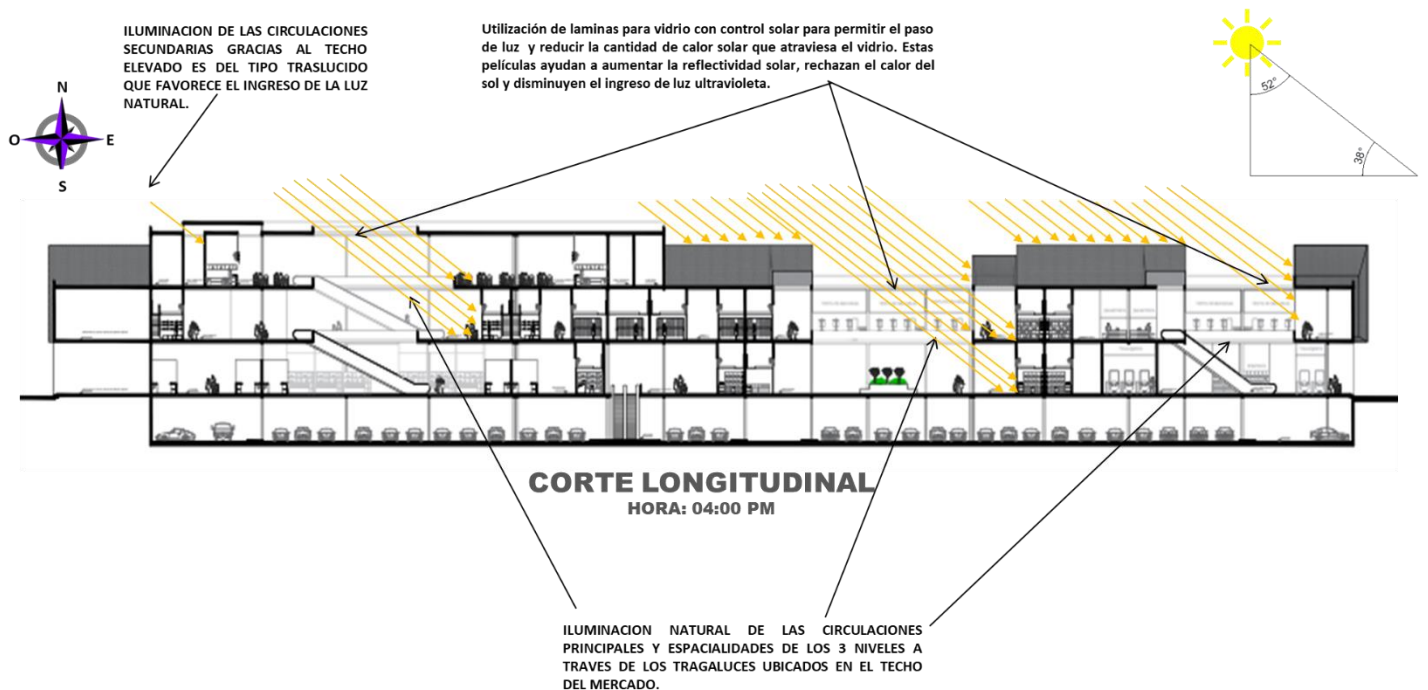 ILUMINACION DE LAS CIRCULACIONES
SECUNDARIAS GRACIAS AL TECHO
ELEVADO ES DEL TIPO TRASLUCIDO
QUE FAVORECE EL INGRESO DE LA LUZ
NATURAL.
Utilización de laminas para vidrio con control solar para permitir el paso
de luz y reducir la cantidad de calor solar que atraviesa el vidrio. Estas
películas ayudan a aumentar la reflectividad solar, rechazan el calor del
sol y disminuyen el ingreso de luz ultravioleta.
52°
38°
N
O E
S
CORTE LONGITUDINAL
HORA: 04:00 PM
ILUMINACION NATURAL DE LAS CIRCULACIONES
PRINCIPALES Y ESPACIALIDADES DE LOS 3 NIVELES A
TRAVES DE LOS TRAGALUCES UBICADOS EN EL TECHO
DEL MERCADO.